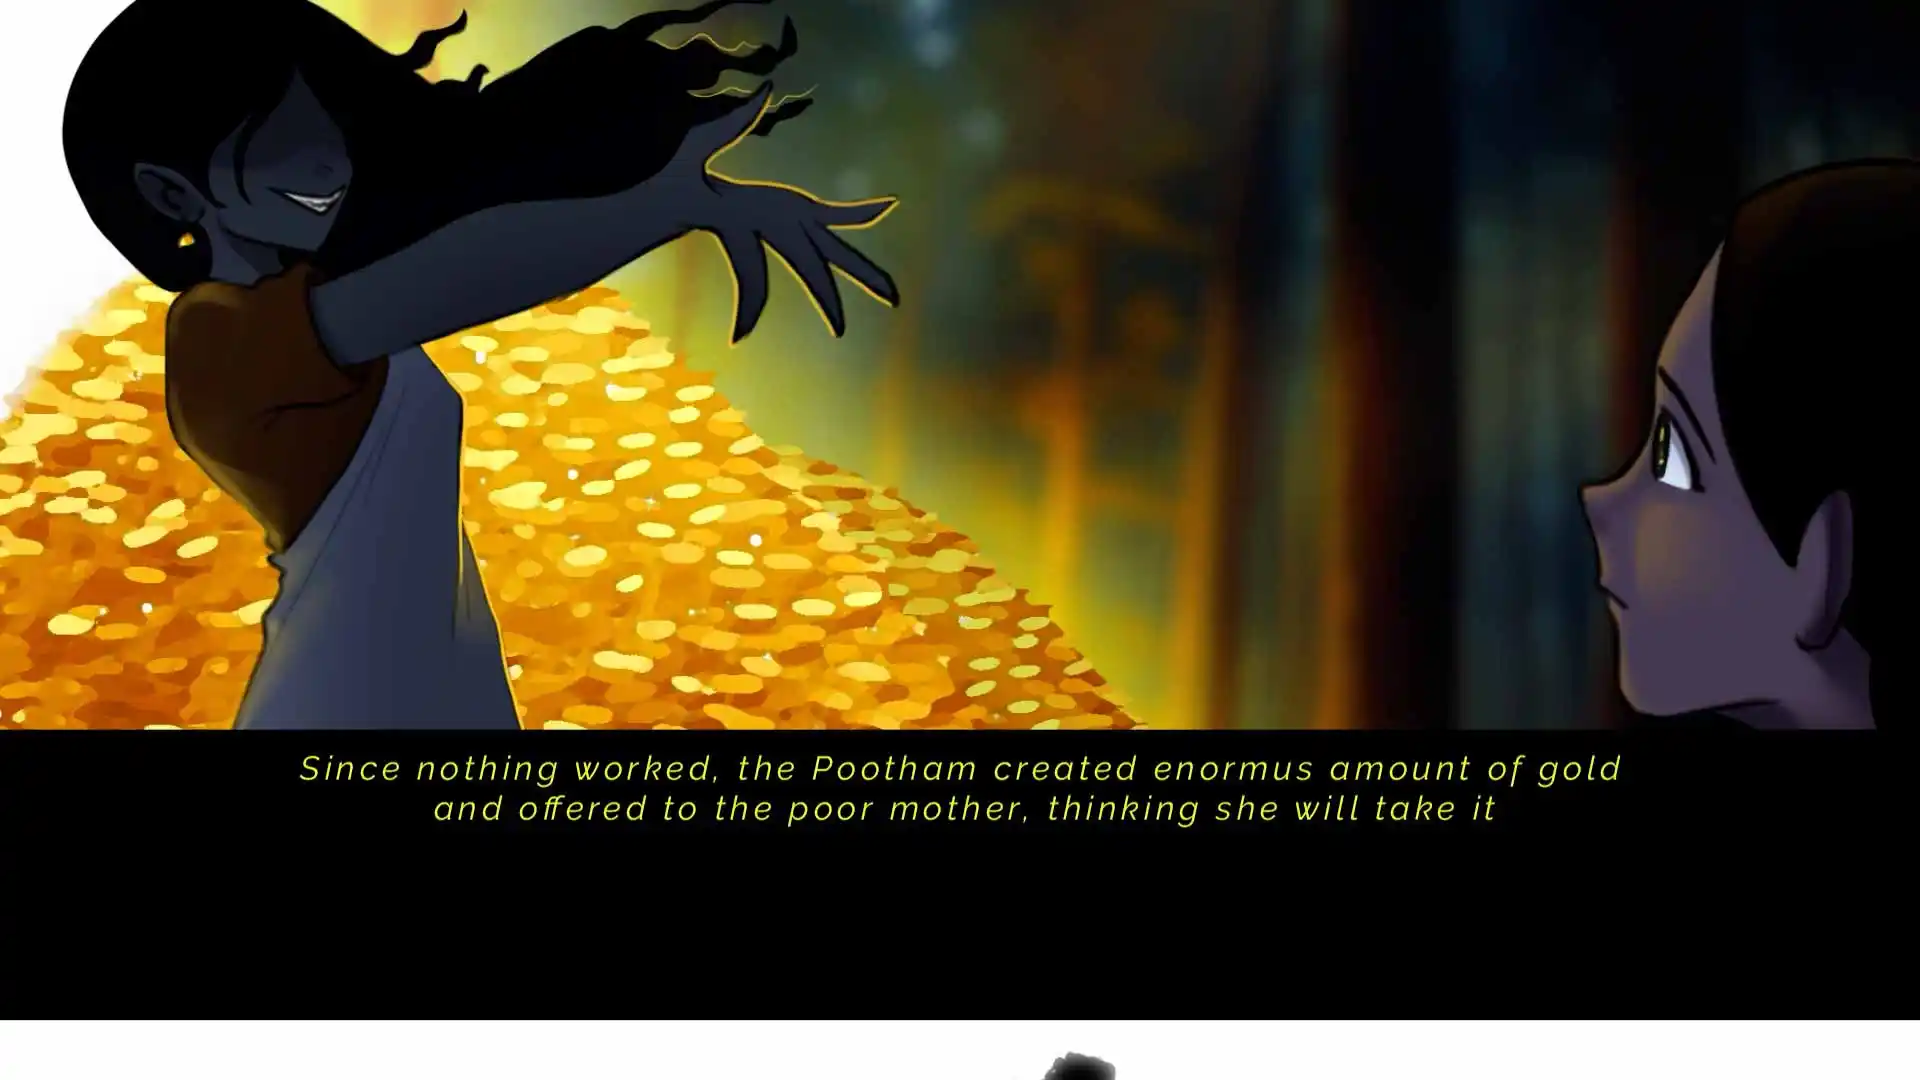 Since nothing worked, the Pootham created enormus amount of gold
and offered to the poor mother, thinking she will take it